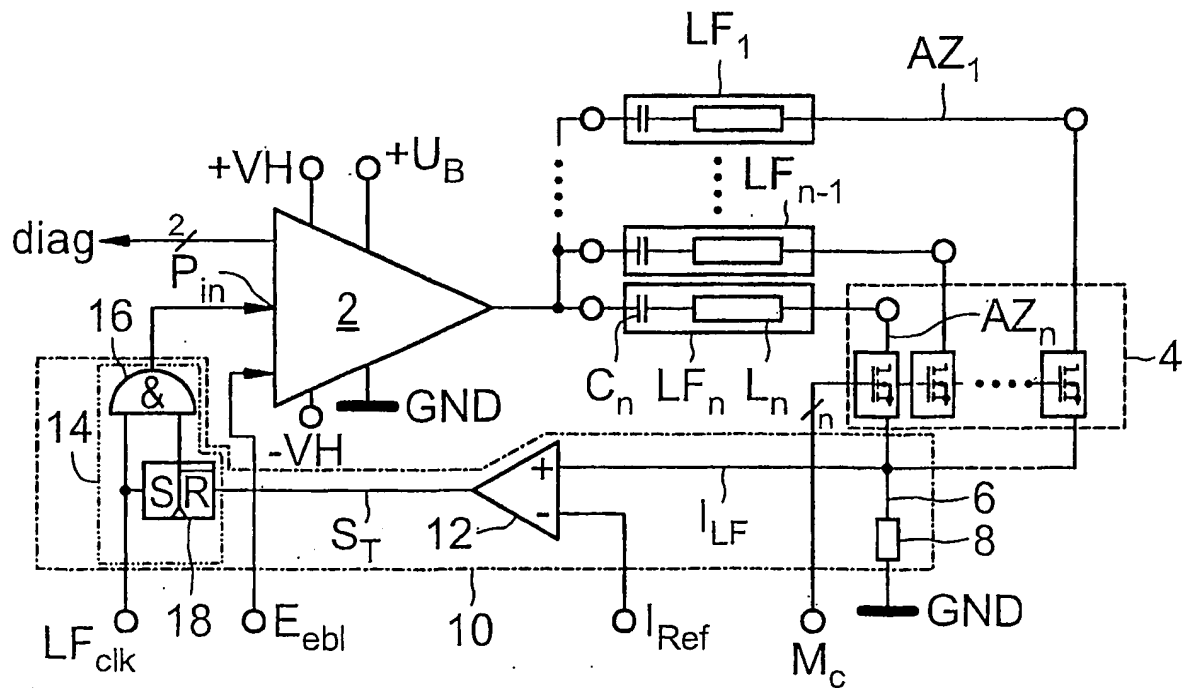 LF1
AZ1
+VH
+UB
LFn-1
diag
2
Pin
2
16
&
Cn
LFn
Ln
AZn
4
GND
n
14
-VH
S R
+
-
6
ST
12
ILF
8
LFclk
18
Eebl
10
IRef
Mc
GND